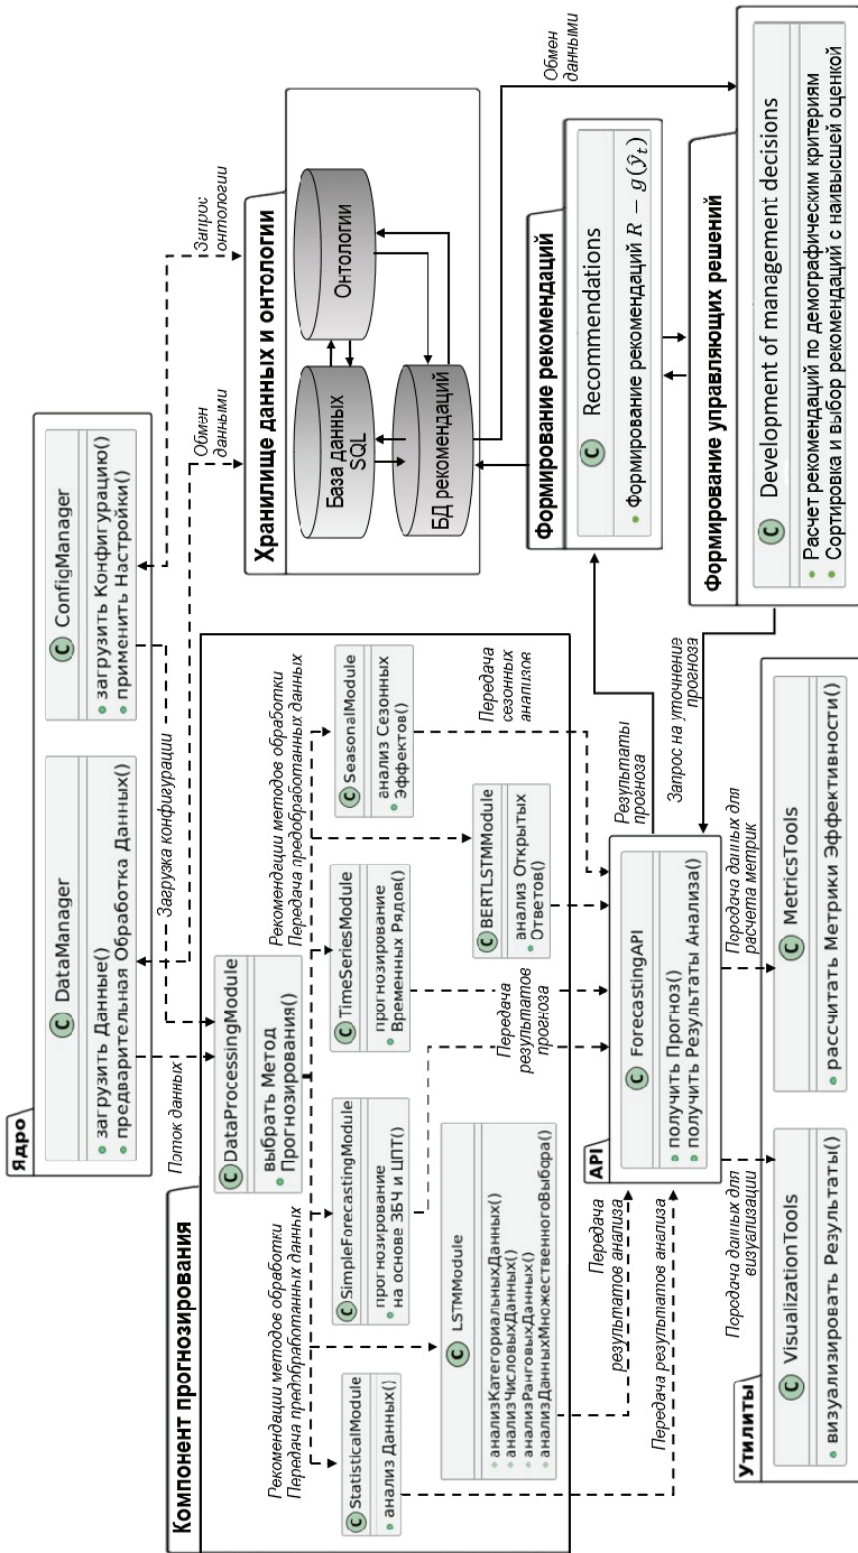 Ядро
C DataManager
загрузить Данные()
предварительная Обработка Данных()
C ConfigManager
загрузить Конфигурацию()
применить Настройки()
Поток данных
Загрузка конфигурации
Обмен
данными
Запрос
онтологии
Компонент прогнозирования
C DataProcessingModule
выбрать Метод
Прогнозирования()
Рекомендации методов обработки
Передача предобработанных данных
Рекомендации методов обработки
Передача предобработанных данных
C StatisticalModule
анализ Данных()
C SimpleForecastingModule
прогнозирование
на основе ЗБЧ и ЦПТ()
C TimeSeriesModule
прогнозирование
Временных Рядов()
C SeasonalModule
анализ Сезонных
Эффектов()
C LSTMModule
анализКатегориальныхДанных()
анализЧисловыхДанных()
анализРанговыхДанных()
анализДанныхМножественногоВыбора()
C BERTLSTMModule
анализ Открытых
Ответов()
Передача
результатов
прогноза
Передача
сезонных
анализов
Передача
результатов анализа
Передача результатов анализа
Хранилище данных и онтологии
База данных
SQL
Онтологии
БД рекомендаций
Обмен
данными
API
C ForecastingAPI
получить Прогноз()
получить Результаты Анализа()
Результаты
прогноза
Запрос на уточнение
прогноза
Формирование рекомендаций
C Recommendations
Формирование рекомендаций R − g(ŷₜ)
Формирование управляющих решений
C Development of management decisions
Расчет рекомендаций по демографическим критериям
Сортировка и выбор рекомендаций с наивысшей оценкой
Породача данных для
визуализации
Породача данных для
расчета метрик
Утилиты
C VisualizationTools
визуализировать Результаты()
C MetricsTools
рассчитать Метрики Эффективности()